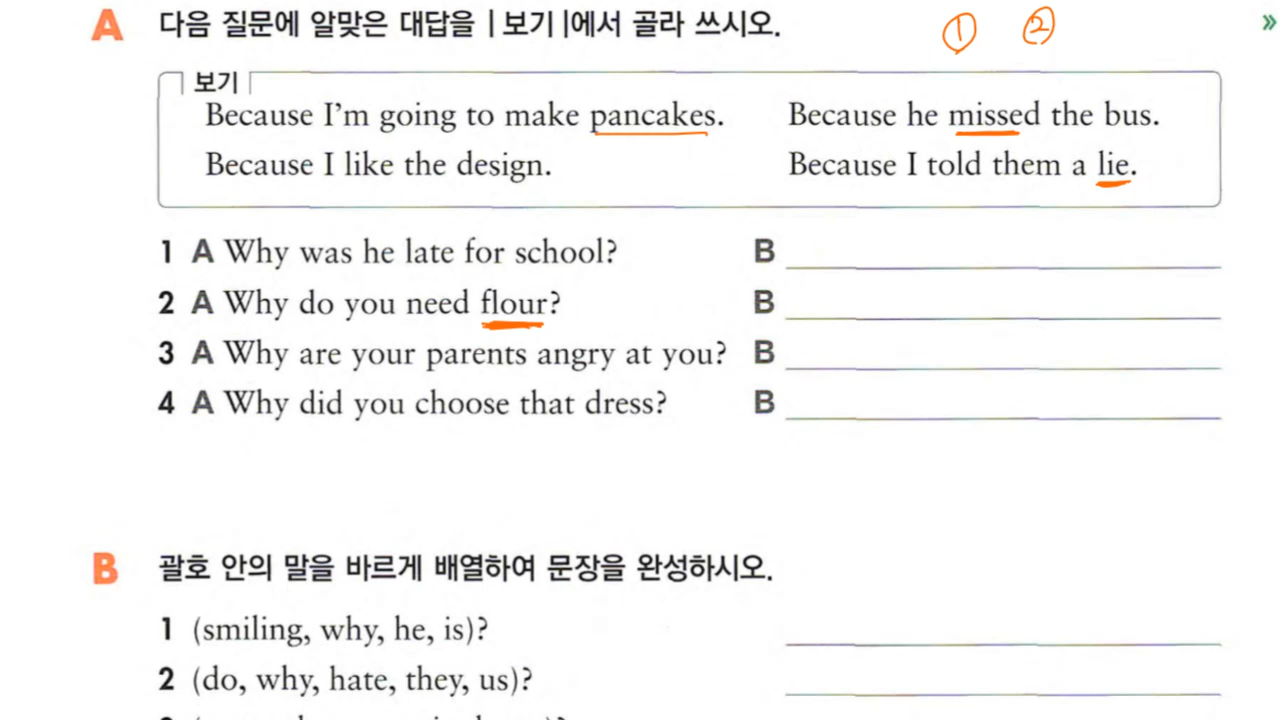 A 다음 질문에 알맞은 대답을 |보기|에서 골라 쓰시오. ① ② »
보기
Because I'm going to make pancakes. Because he missed the bus.
Because I like the design. Because I told them a lie.
1 A Why was he late for school? B
2 A Why do you need flour? B
3 A Why are your parents angry at you? B
4 A Why did you choose that dress? B
B 괄호 안의 말을 바르게 배열하여 문장을 완성하시오.
1 (smiling, why, he, is)?
2 (do, why, hate, they, us)?